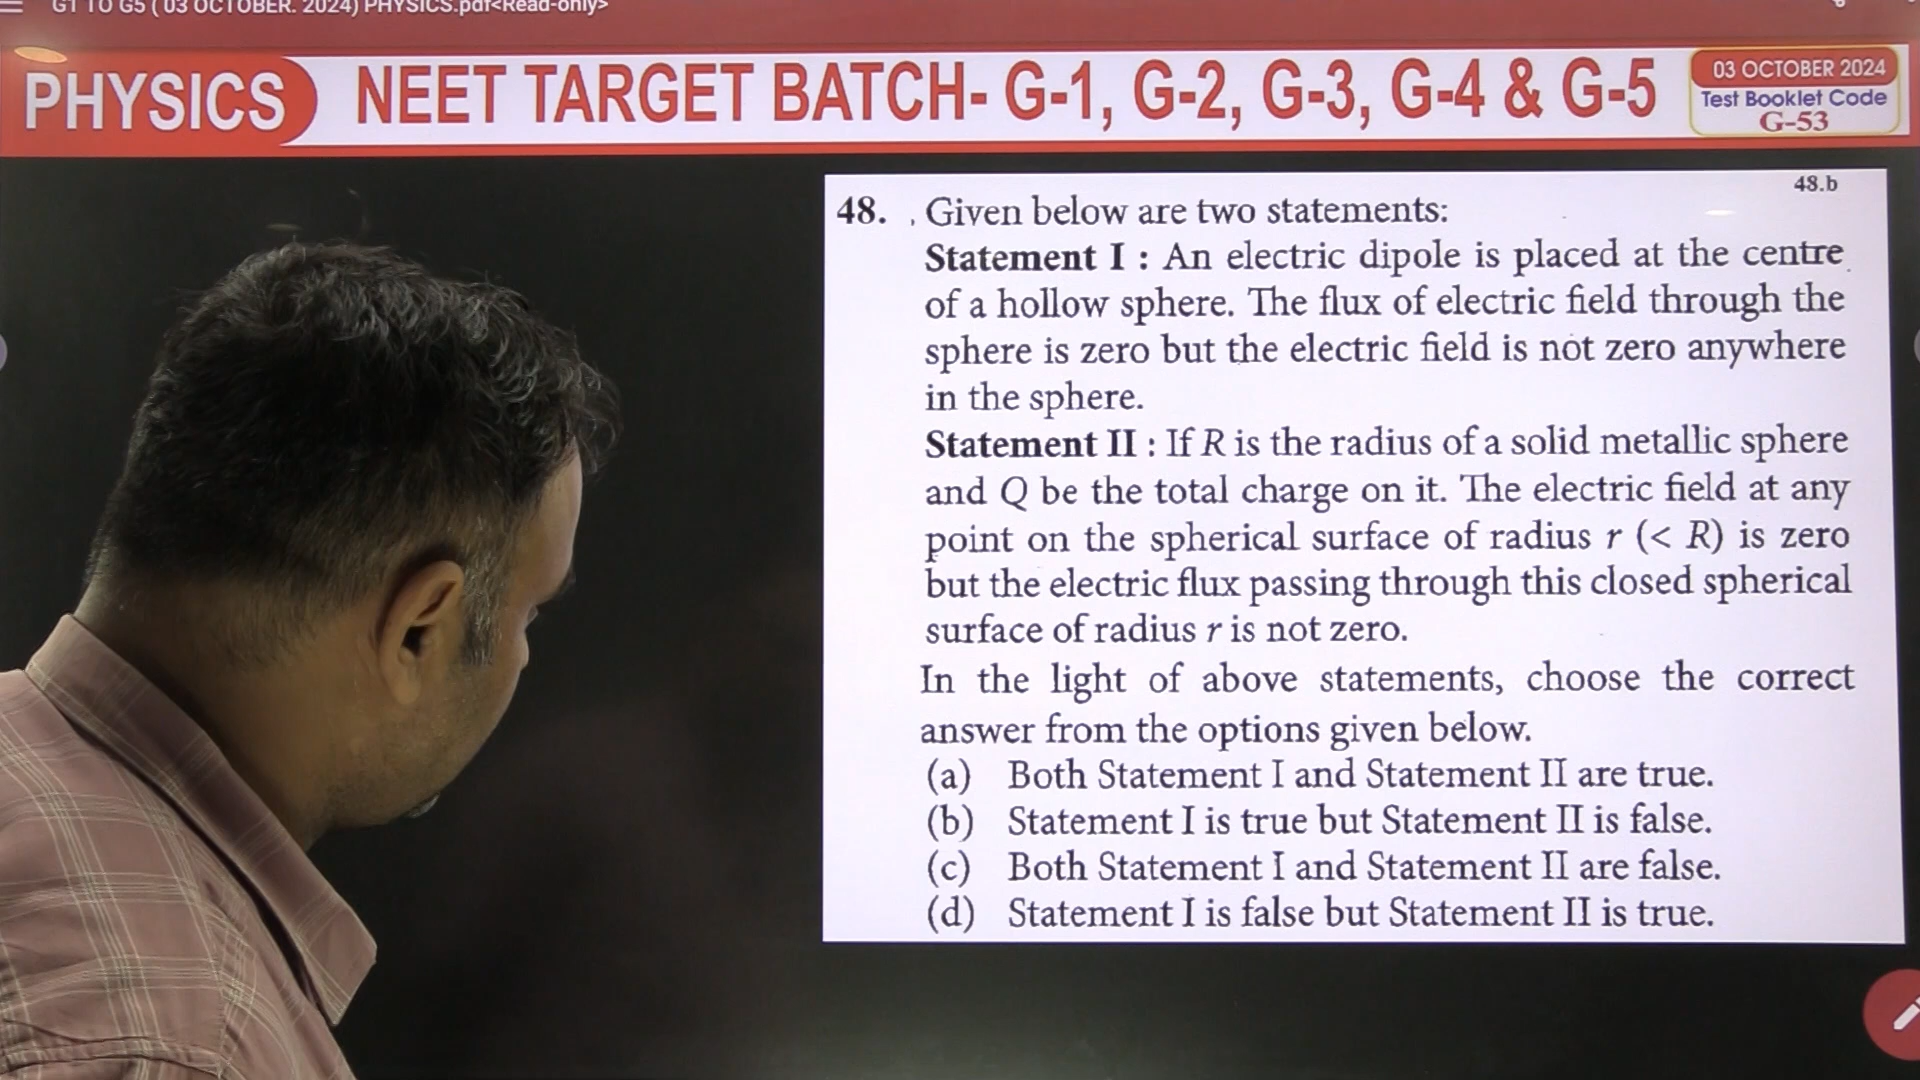 G1 TO G5 ( 03 OCTOBER. 2024) PHYSICS.pdf<Read-only>
PHYSICS
NEET TARGET BATCH- G-1, G-2, G-3, G-4 & G-5
03 OCTOBER 2024
Test Booklet Code
G-53
48.b
48. Given below are two statements:
Statement I : An electric dipole is placed at the centre
of a hollow sphere. The flux of electric field through the
sphere is zero but the electric field is not zero anywhere
in the sphere.
Statement II : If R is the radius of a solid metallic sphere
and Q be the total charge on it. The electric field at any
point on the spherical surface of radius r (< R) is zero
but the electric flux passing through this closed spherical
surface of radius r is not zero.
In the light of above statements, choose the correct
answer from the options given below.
(a) Both Statement I and Statement II are true.
(b) Statement I is true but Statement II is false.
(c) Both Statement I and Statement II are false.
(d) Statement I is false but Statement II is true.